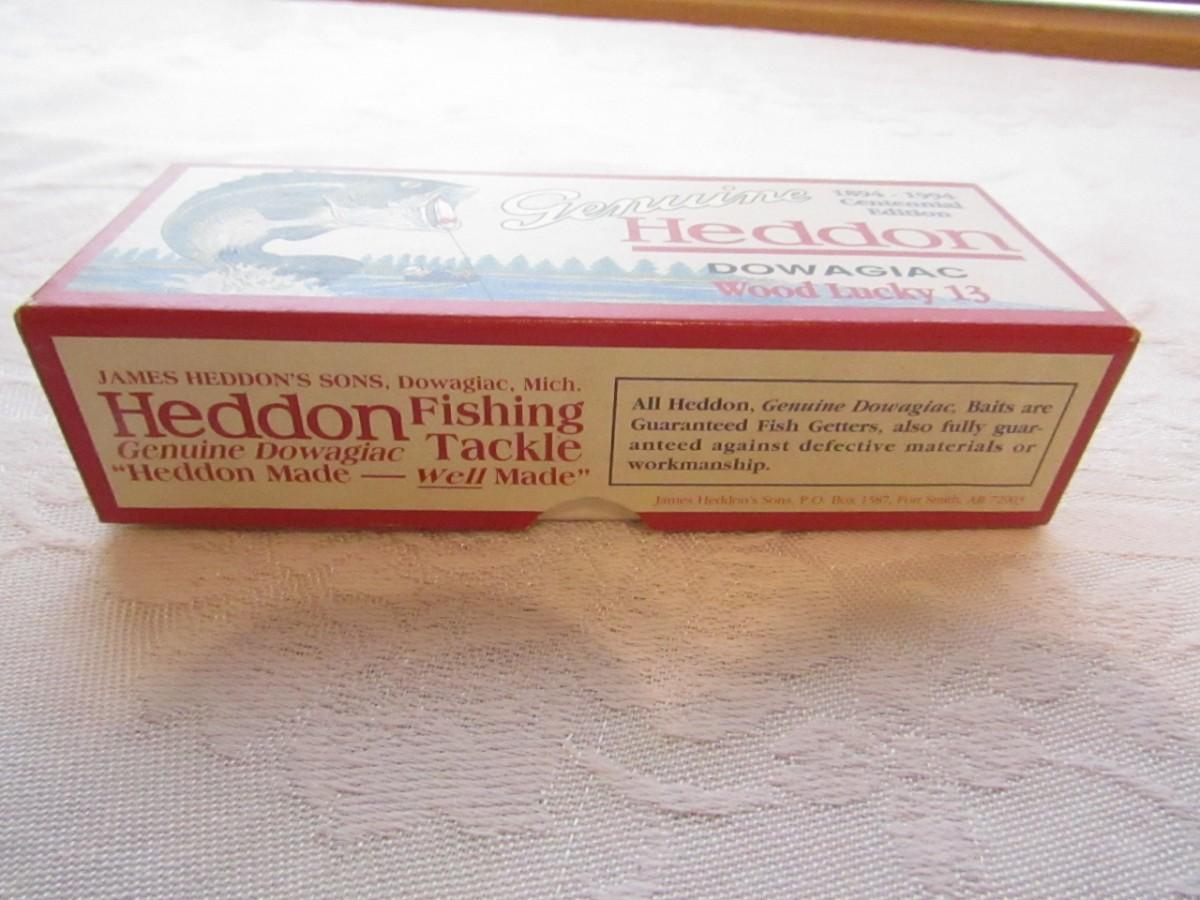 Genuine
1894 - 1994
Centennial
Edition
Heddon
DOWAGIAC
Wood Lucky 13
JAMES HEDDON'S SONS, Dowagiac, Mich.
Heddon Fishing
Genuine Dowagiac Tackle
“Heddon Made — Well Made”
All Heddon, Genuine Dowagiac, Baits are
Guaranteed Fish Getters, also fully guar-
anteed against defective materials or
workmanship.
James Heddon's Sons, P.O. Box 1587, Fort Smith, AR